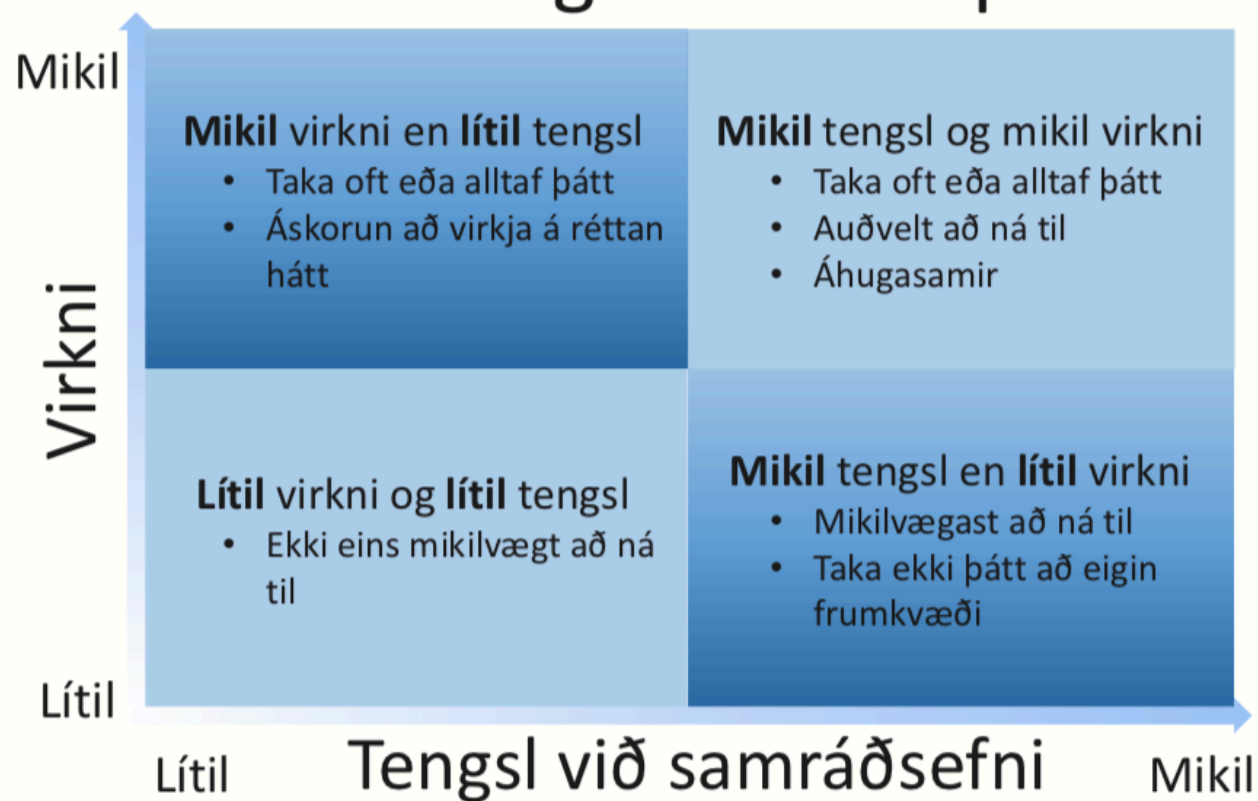 Mikil
Mikil virkni en lítil tengsl
• Taka oft eða alltaf þátt
• Áskorun að virkja á réttan
hátt
Mikil tengsl og mikil virkni
• Taka oft eða alltaf þátt
• Auðvelt að ná til
• Áhugasamir
Virkni
Lítil virkni og lítil tengsl
• Ekki eins mikilvægt að ná
til
Mikil tengsl en lítil virkni
• Mikilvægast að ná til
• Taka ekki þátt að eigin
frumkvæði
Lítil
Lítil
Tengsl við samráðsefni
Mikil